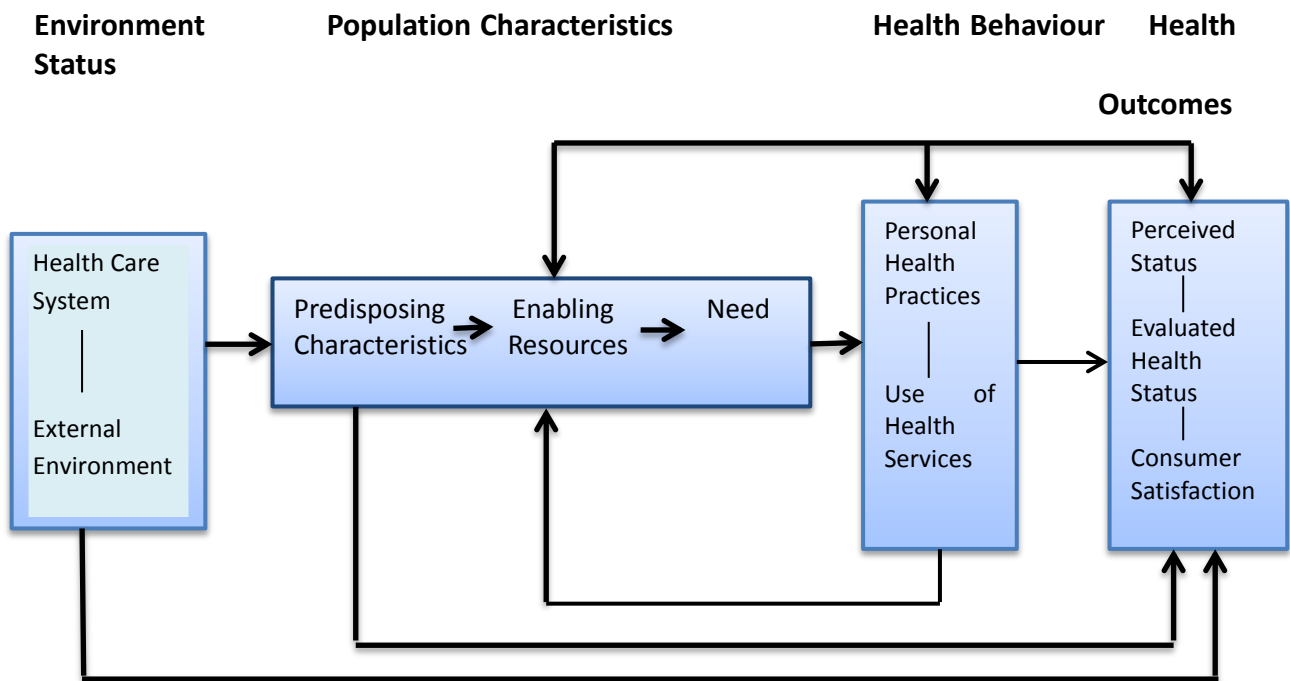 Environment Population Characteristics Health Behaviour Health
Status
Outcomes
Health Care
System
External
Environment
Predisposing
Characteristics
Enabling
Resources
Need
Personal
Health
Practices
Use of
Health
Services
Perceived
Status
Evaluated
Health
Status
Consumer
Satisfaction